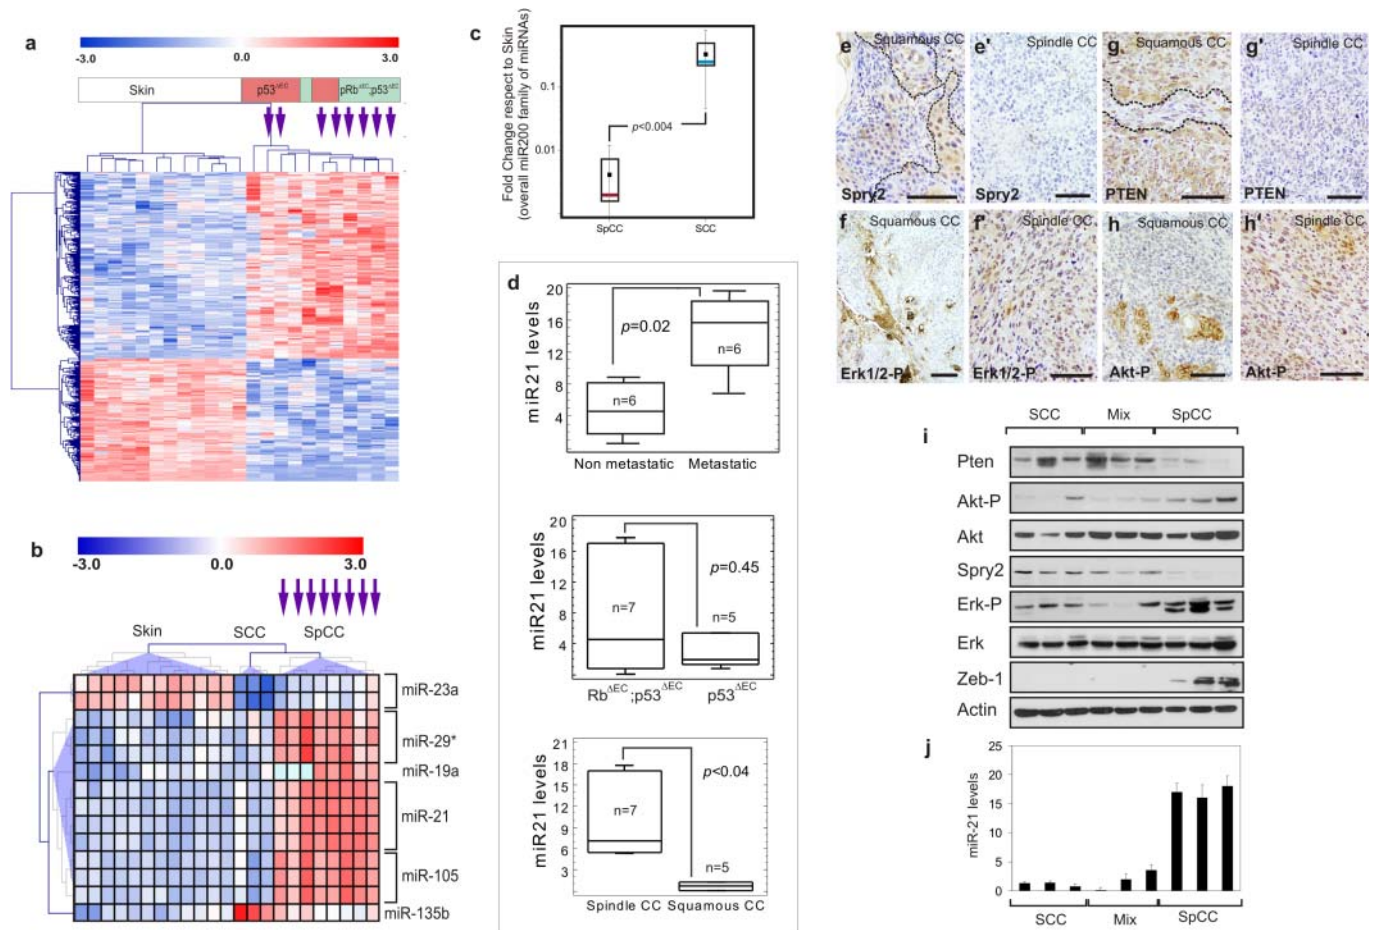 a
-3.0 0.0 3.0
Skin p53ΔEC pRbΔEC;p53ΔEC
b
-3.0 0.0 3.0
Skin SCC SpCC
miR-23a
miR-29*
miR-19a
miR-21
miR-105
miR-135b
c
Fold Change respect to Skin
(overall miR200 family of miRNAs)
0.1
0.01
p<0.004
SpCC SCC
d
miR21 levels
20
16
12
8
4
p=0.02
n=6
n=6
Non metastatic Metastatic
miR21 levels
20
16
12
8
4
p=0.45
n=7
n=5
RbΔEC;p53ΔEC p53ΔEC
miR21 levels
21
18
15
12
9
6
3
p<0.04
n=7
n=5
Spindle CC Squamous CC
e Squamous CC
Spry2
e' Spindle CC
Spry2
g Squamous CC
PTEN
g' Spindle CC
PTEN
f Squamous CC
Erk1/2-P
f' Spindle CC
Erk1/2-P
h Squamous CC
Akt-P
h' Spindle CC
Akt-P
i
SCC Mix SpCC
Pten
Akt-P
Akt
Spry2
Erk-P
Erk
Zeb-1
Actin
j
miR-21 levels
25
20
15
10
5
0
SCC Mix SpCC